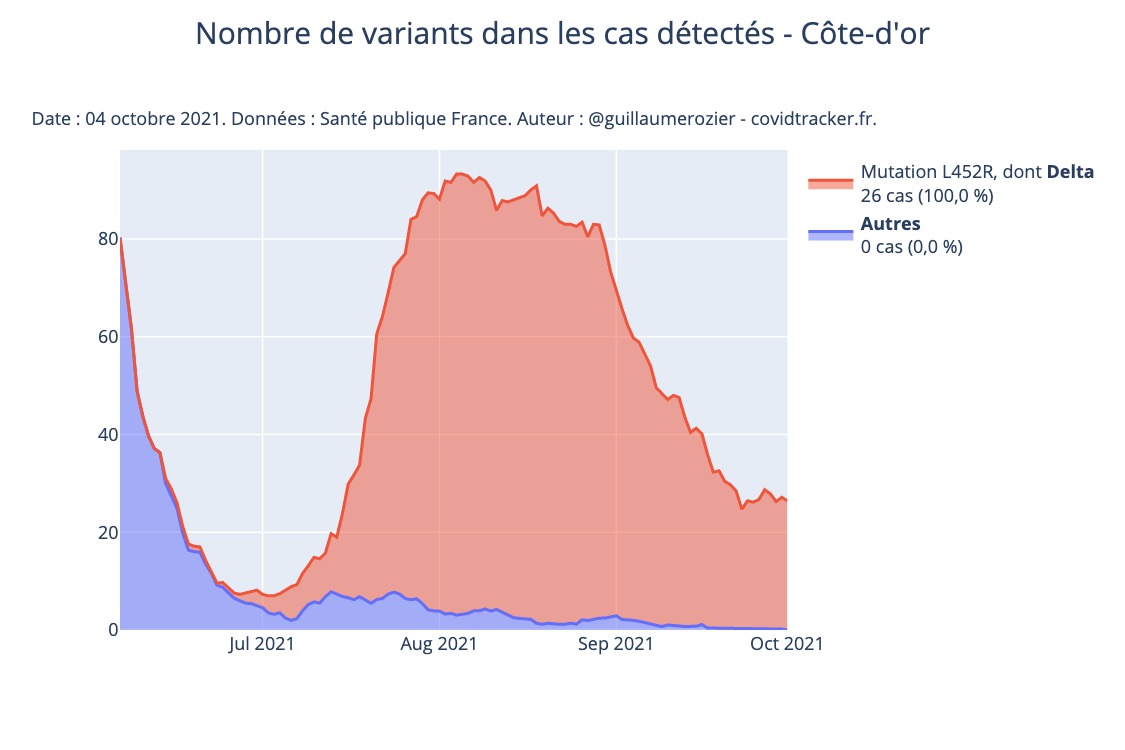 Nombre de variants dans les cas détectés - Côte-d'or
Date : 04 octobre 2021. Données : Santé publique France. Auteur : @guillaumerozier - covidtracker.fr.
Mutation L452R, dont Delta
26 cas (100,0 %)
Autres
0 cas (0,0 %)
80
60
40
20
0
Jul 2021
Aug 2021
Sep 2021
Oct 2021